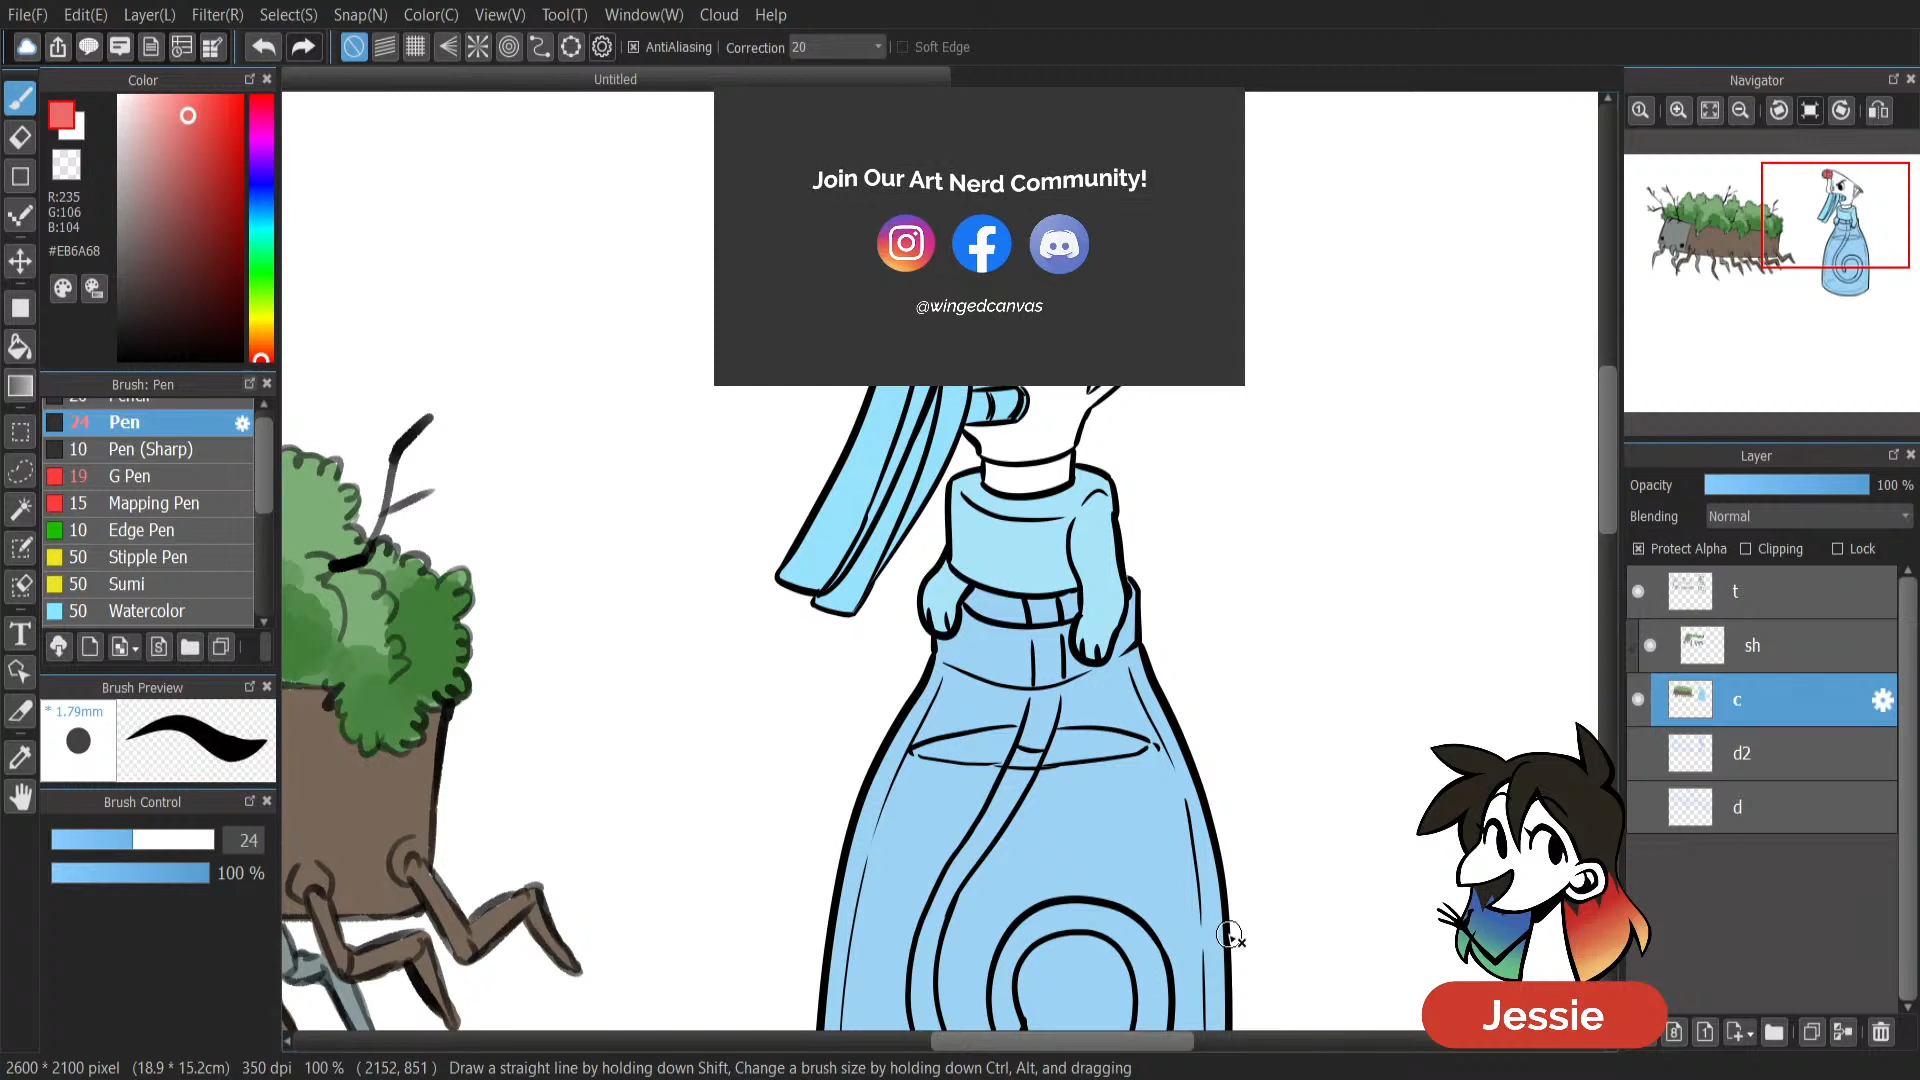 File(F) Edit(E) Layer(L) Filter(R) Select(S) Snap(N) Color(C) View(V) Tool(T) Window(W) Cloud Help
AntiAliasing Correction 20 Soft Edge
Color
Untitled
Navigator
R:235
G:106
B:104
#EB6A68
Join Our Art Nerd Community!
@wingedcanvas
Brush: Pen
24 Pen
10 Pen (Sharp)
19 G Pen
15 Mapping Pen
10 Edge Pen
50 Stipple Pen
50 Sumi
50 Watercolor
Brush Preview
* 1.79mm
Brush Control
24
100 %
Layer
Opacity 100 %
Blending Normal
Protect Alpha Clipping Lock
t
sh
c
d2
d
Jessie
2600 * 2100 pixel (18.9 * 15.2cm) 350 dpi 100 % ( 2152, 851 ) Draw a straight line by holding down Shift, Change a brush size by holding down Ctrl, Alt, and dragging